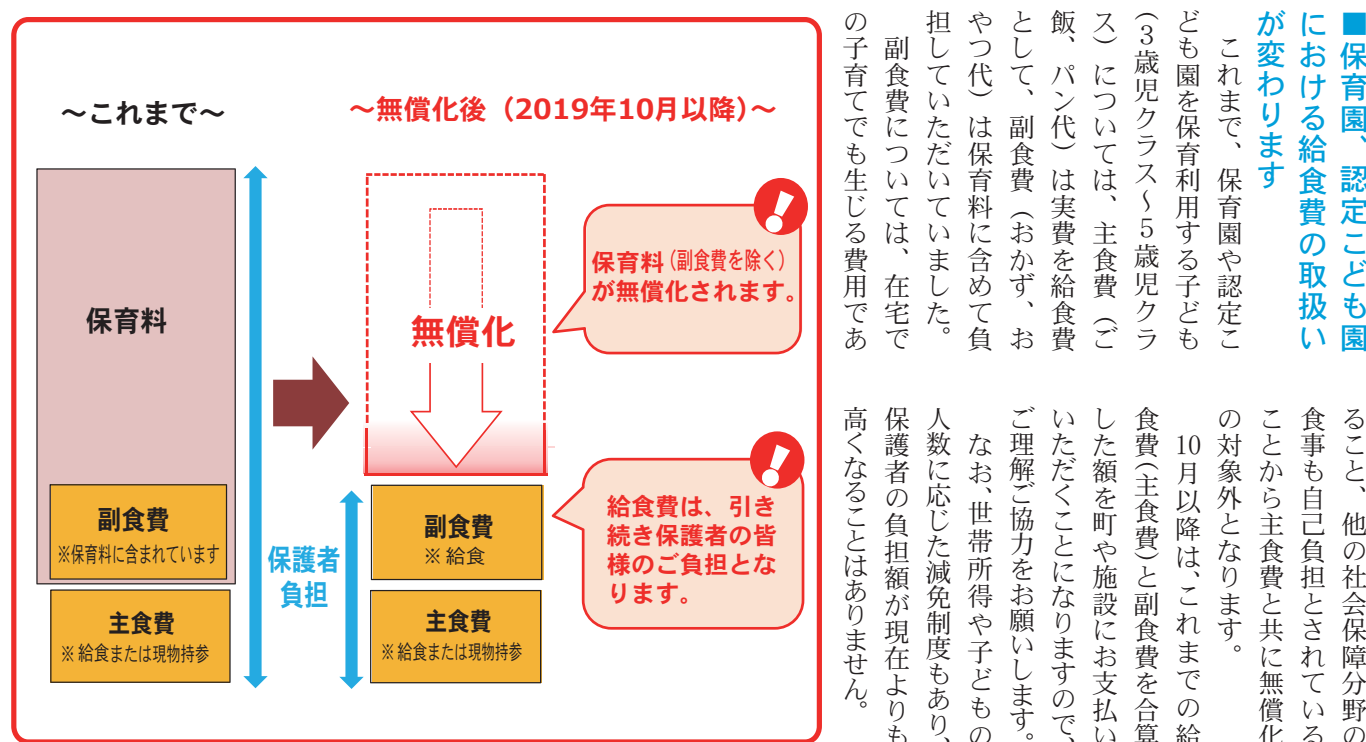 ■保育園、認定こども園
における給食費の取扱い
が変わります
これまで、保育園や認定こ
ども園を保育利用する子ども
(3歳児クラス～5歳児クラ
ス)については、主食費(ご
飯、パン代)は実費を給食費
として、副食費(おかず、お
やつ代)は保育料に含めて負
担していただいていました。
副食費については、在宅で
の子育てでも生じる費用であ
ること、他の社会保障分野の
食事も自己負担とされている
ことから主食費と共に無償化
の対象外となります。
10月以降は、これまでの給
食費(主食費)と副食費を合算
した額を町や施設にお支払い
いただくことになりますので、
ご理解ご協力をお願いします。
なお、世帯所得や子どもの
人数に応じた減免制度もあり、
保護者の負担額が現在よりも
高くなることはありません。
～これまで～
保育料
副食費
※保育料に含まれています
主食費
※給食または現物持参
保護者
負担
～無償化後（2019年10月以降）～
無償化
副食費
※ 給食
主食費
※給食または現物持参
保育料(副食費を除く)
が無償化されます。
給食費は、引き
続き保護者の皆
様のご負担とな
ります。